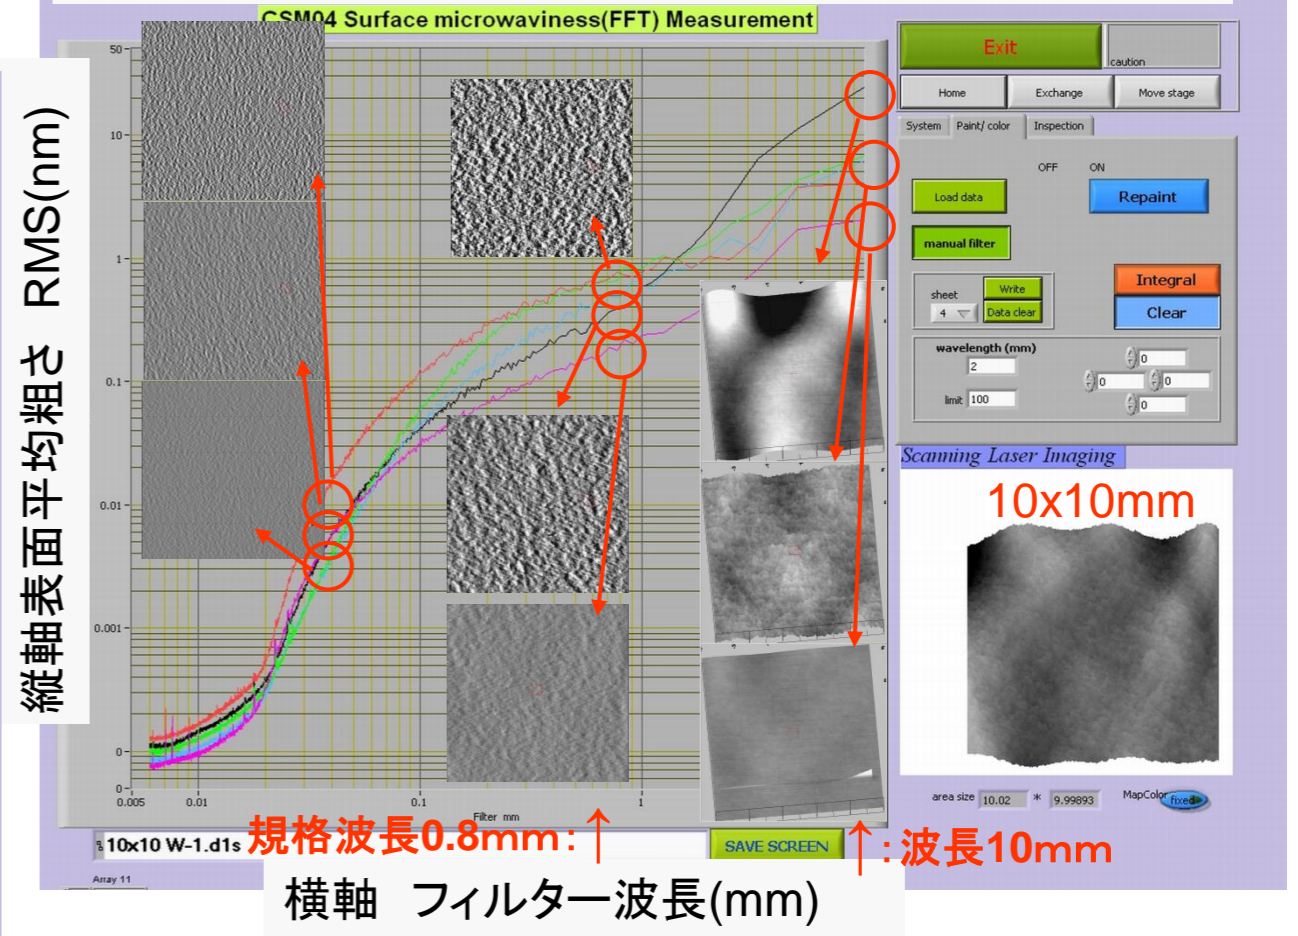 CSM04 Surface microwaviness(FFT) Measurement
縦軸表面平均粗さ RMS(nm)
50
10
1
0.1
0.01
0.001
0
0
0.005
0.01
0.1
1
Filter mm
Exit
caution
Home
Exchange
Move stage
System
Paint/ color
Inspection
OFF
ON
Load data
Repaint
manual filter
sheet
4
Write
Data clear
Integral
Clear
wavelength (mm)
2
limit
100
0
0
0
0
Scanning Laser Imaging
10x10mm
area size
10.02
*
9.99893
MapColor
fixed
10x10 W-1.d1s
規格波長0.8mm:↑
SAVE SCREEN
↑:波長10mm
Array 11
横軸 フィルター波長(mm)